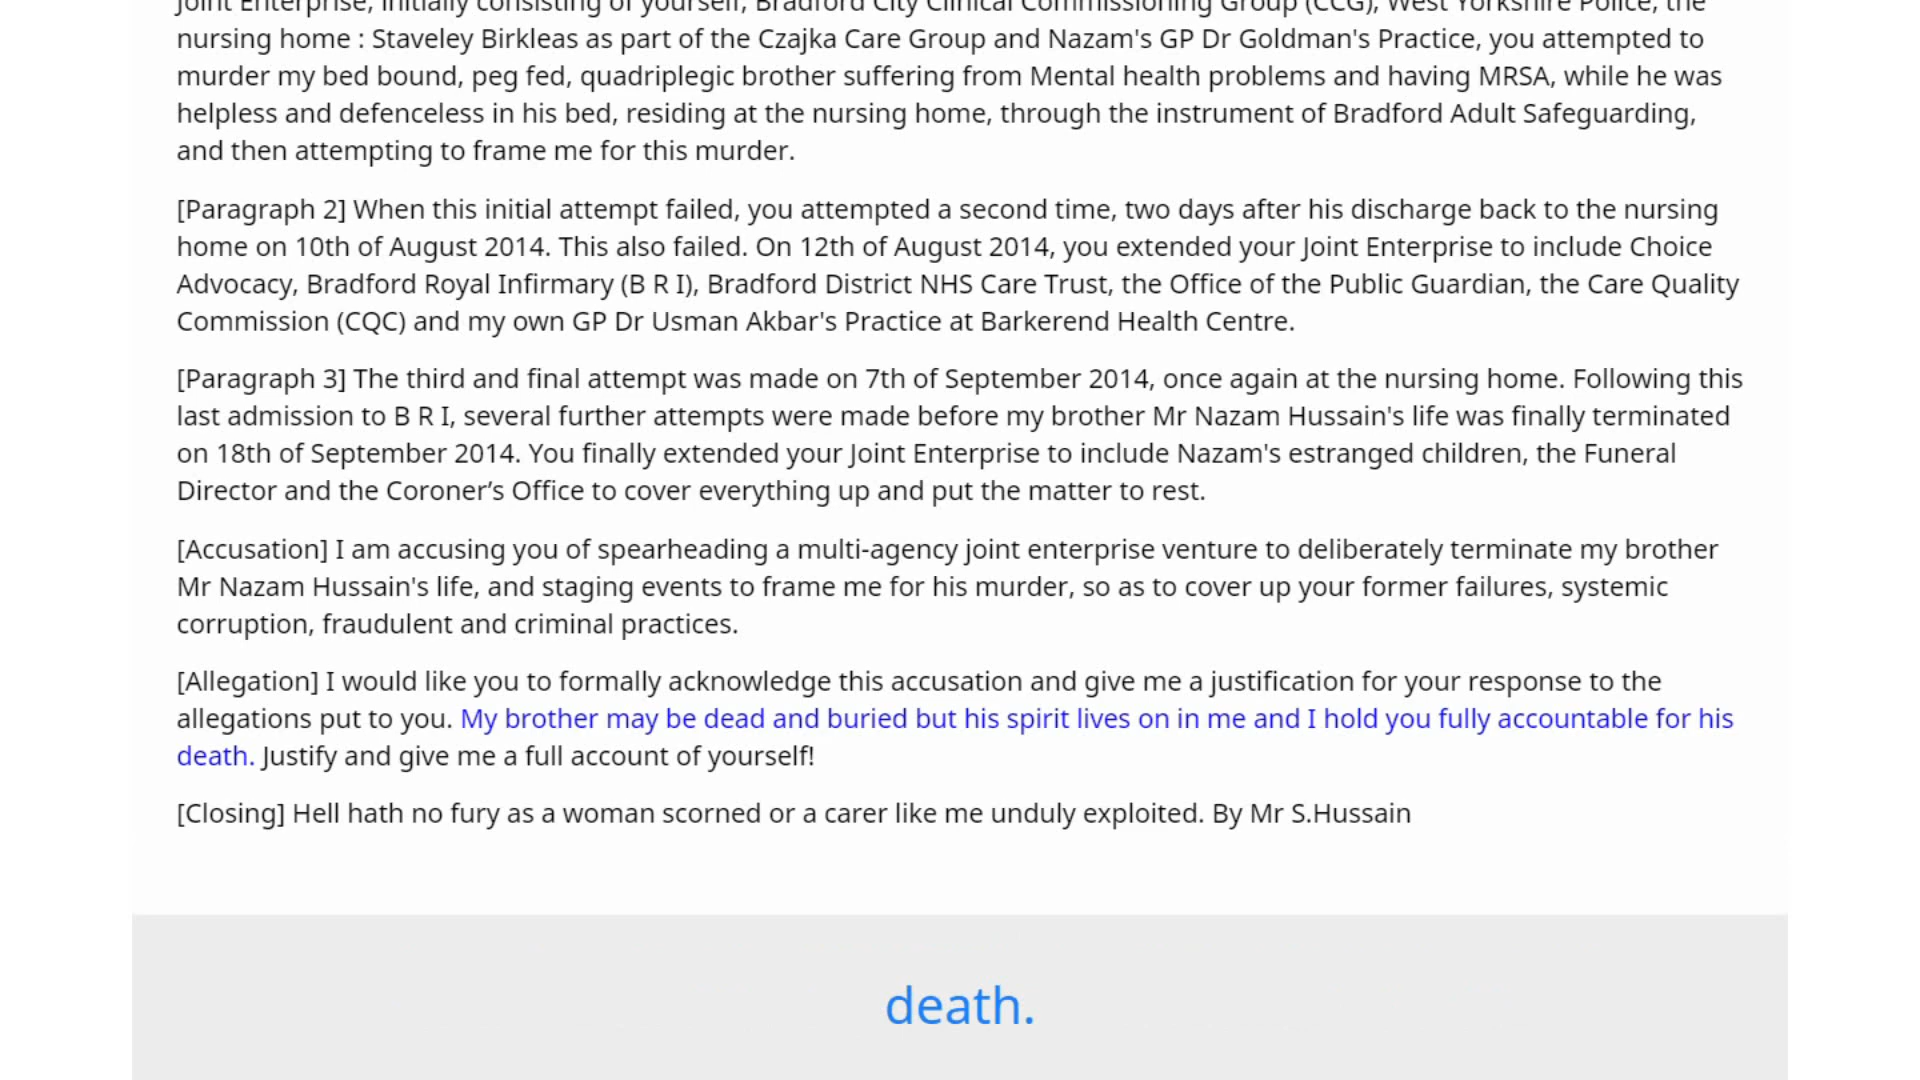 Joint Enterprise, initially consisting of yourself, Bradford City Clinical Commissioning Group (CCG), West Yorkshire Police, the
nursing home : Staveley Birkleas as part of the Czajka Care Group and Nazam's GP Dr Goldman's Practice, you attempted to
murder my bed bound, peg fed, quadriplegic brother suffering from Mental health problems and having MRSA, while he was
helpless and defenceless in his bed, residing at the nursing home, through the instrument of Bradford Adult Safeguarding,
and then attempting to frame me for this murder.
[Paragraph 2] When this initial attempt failed, you attempted a second time, two days after his discharge back to the nursing
home on 10th of August 2014. This also failed. On 12th of August 2014, you extended your Joint Enterprise to include Choice
Advocacy, Bradford Royal Infirmary (B R I), Bradford District NHS Care Trust, the Office of the Public Guardian, the Care Quality
Commission (CQC) and my own GP Dr Usman Akbar's Practice at Barkerend Health Centre.
[Paragraph 3] The third and final attempt was made on 7th of September 2014, once again at the nursing home. Following this
last admission to B R I, several further attempts were made before my brother Mr Nazam Hussain's life was finally terminated
on 18th of September 2014. You finally extended your Joint Enterprise to include Nazam's estranged children, the Funeral
Director and the Coroner’s Office to cover everything up and put the matter to rest.
[Accusation] I am accusing you of spearheading a multi-agency joint enterprise venture to deliberately terminate my brother
Mr Nazam Hussain's life, and staging events to frame me for his murder, so as to cover up your former failures, systemic
corruption, fraudulent and criminal practices.
[Allegation] I would like you to formally acknowledge this accusation and give me a justification for your response to the
allegations put to you. My brother may be dead and buried but his spirit lives on in me and I hold you fully accountable for his
death. Justify and give me a full account of yourself!
[Closing] Hell hath no fury as a woman scorned or a carer like me unduly exploited. By Mr S.Hussain
death.